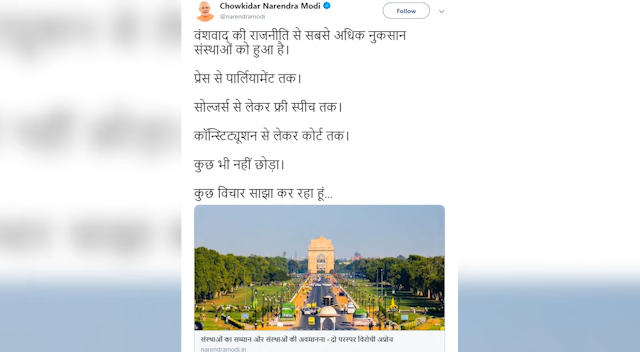 Chowkidar Narendra Modi
@narendramodi
Follow
वंशवाद की राजनीति से सबसे अधिक नुकसान
संस्थाओं को हुआ है।
प्रेस से पार्लियामेंट तक।
सोल्जर्स से लेकर फ्री स्पीच तक।
कॉन्स्टिट्यूशन से लेकर कोर्ट तक।
कुछ भी नहीं छोड़ा।
कुछ विचार साझा कर रहा हूं...
संस्थाओं का सम्मान और संस्थाओं की अवमानना - दो परस्पर विरोधी अप्रोच
narendramodi.in